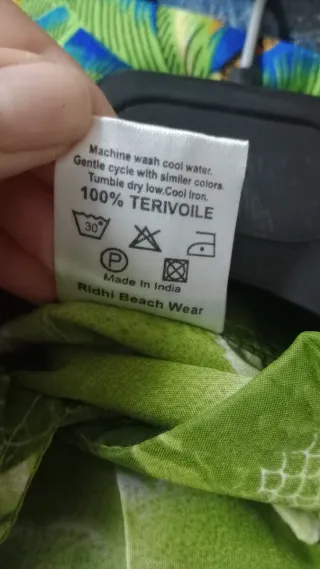 Machine wash cool water.
Gentle cycle with similer colors.
Tumble dry low.Cool Iron.
100% TERIVOILE
30°
P
Made In India
Ridhi Beach Wear